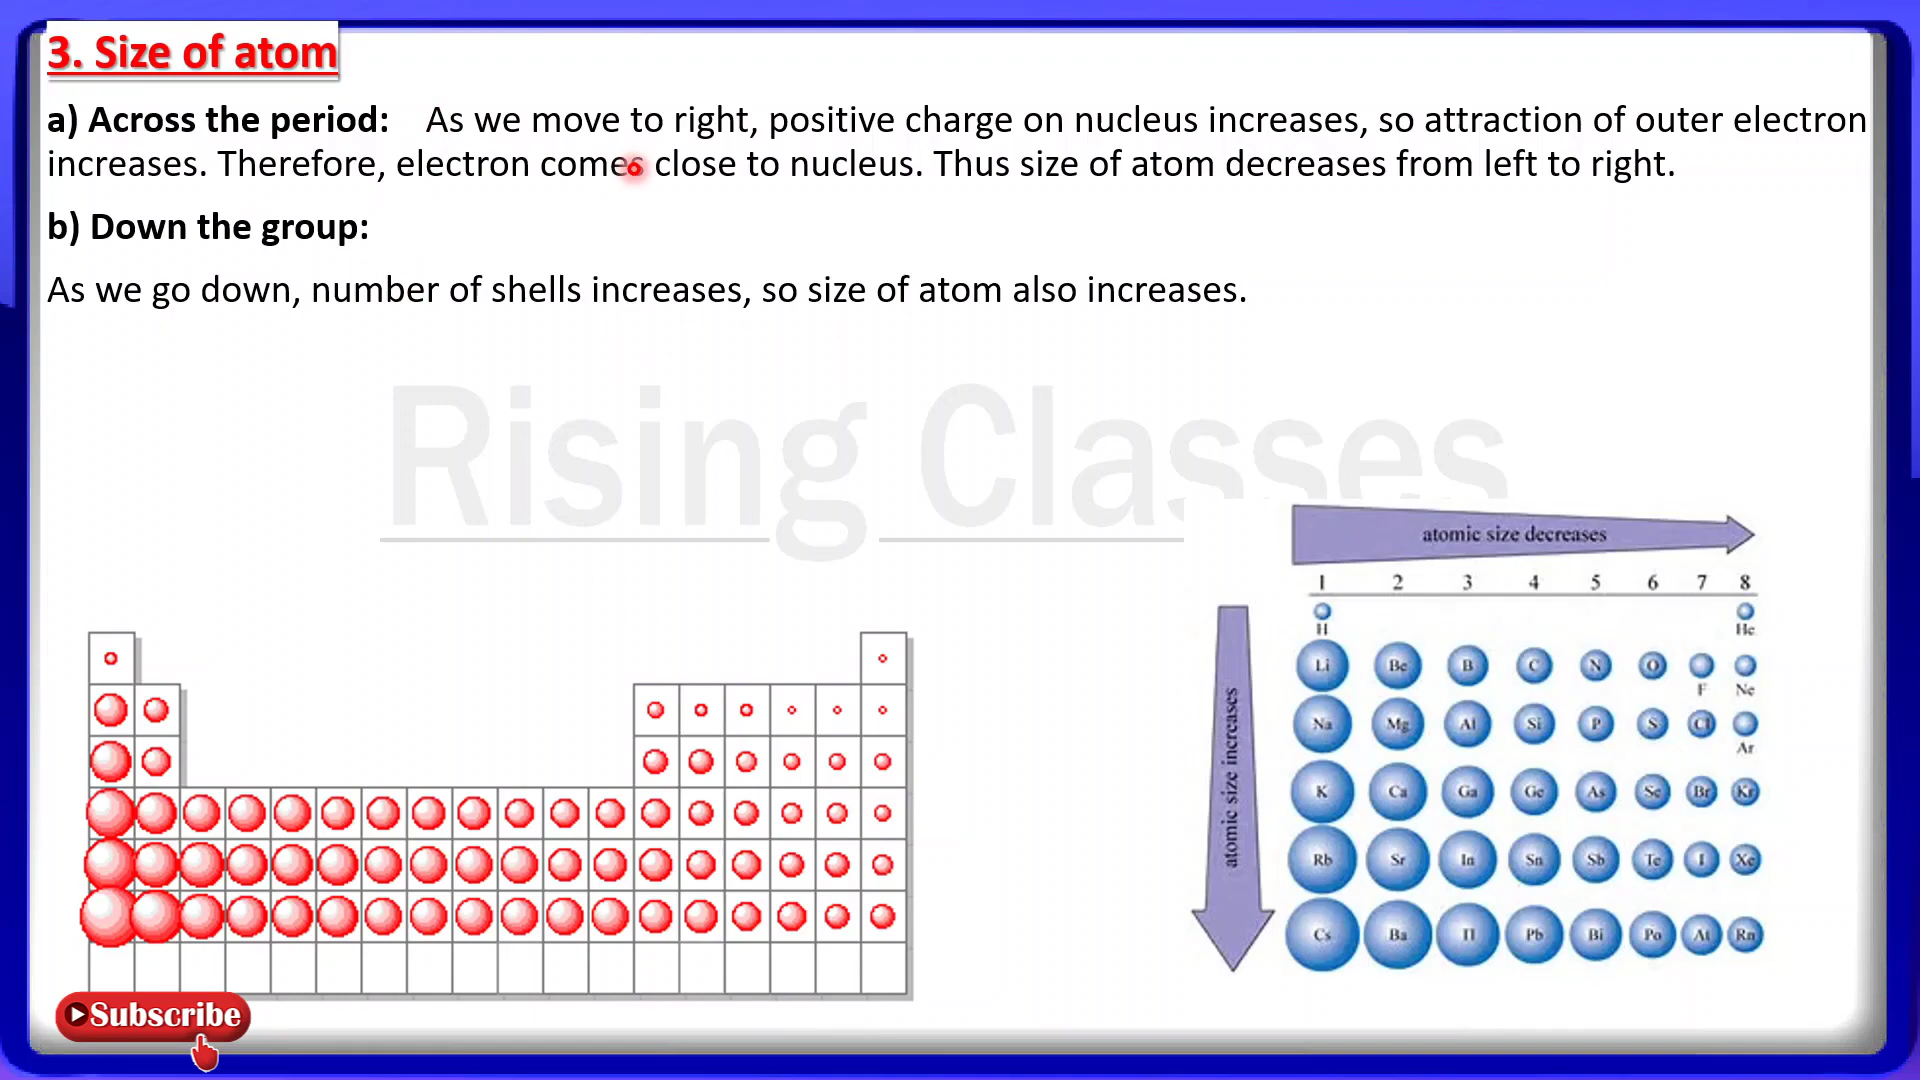 3. Size of atom
a) Across the period: As we move to right, positive charge on nucleus increases, so attraction of outer electron
increases. Therefore, electron comes close to nucleus. Thus size of atom decreases from left to right.
b) Down the group:
As we go down, number of shells increases, so size of atom also increases.
Rising Classes
atomic size decreases
1 2 3 4 5 6 7 8
H He
Li Be B C N O
F Ne
Na Mg Al Si P S Cl
Ar
atomic size increases
K Ca Ga Ge As Se Br Kr
Rb Sr In Sn Sb Te I Xe
Cs Ba Tl Pb Bi Po At Rn
Subscribe